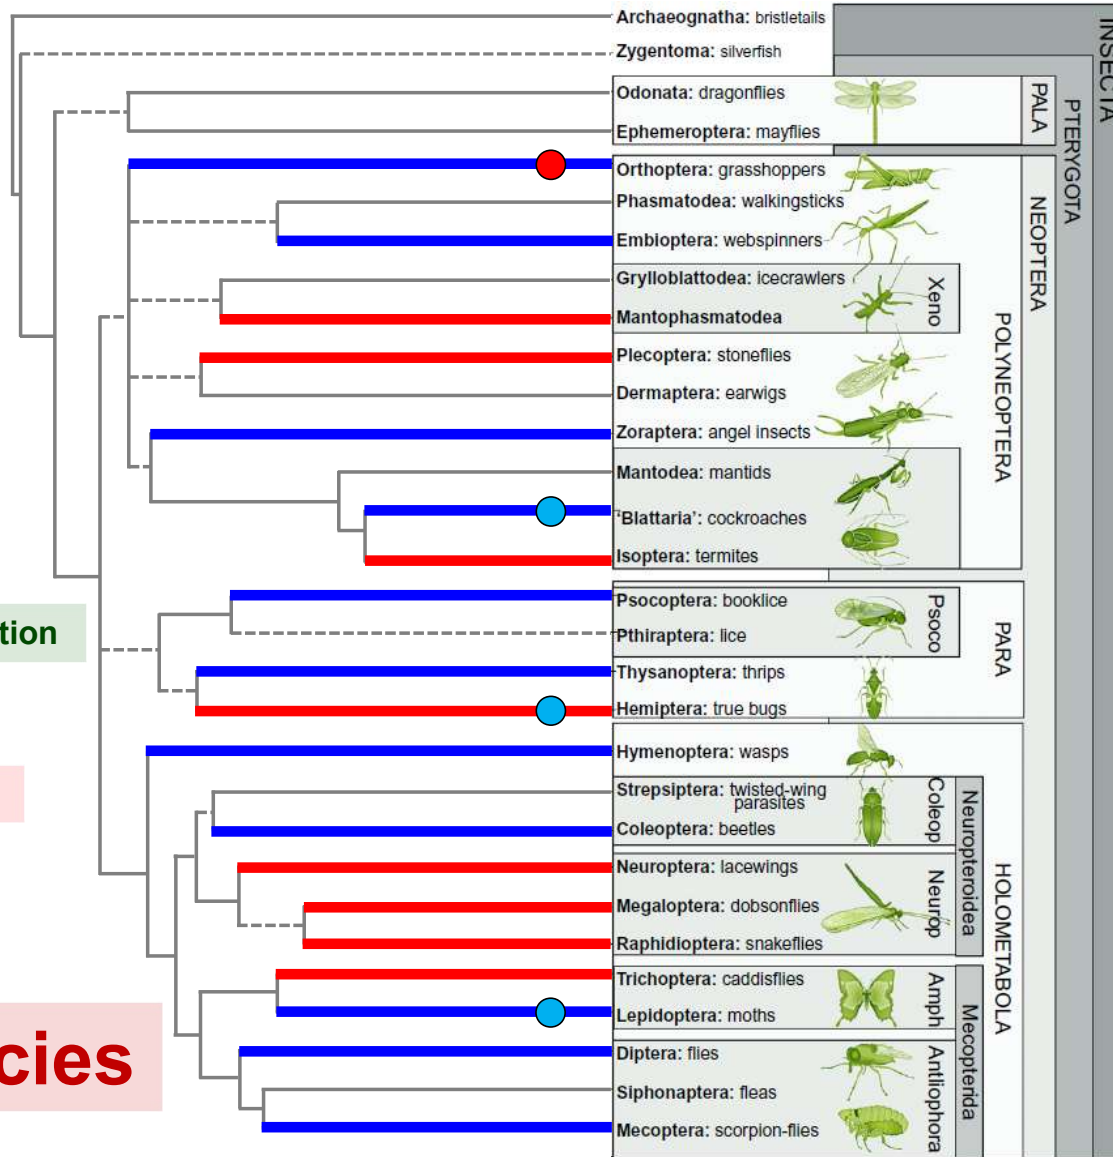 Archaeognatha: bristletails
Zygentoma: silverfish
Odonata: dragonflies
Ephemeroptera: mayflies
Orthoptera: grasshoppers
Phasmatodea: walkingsticks
Embioptera: webspinners
Grylloblattodea: icecrawlers
Mantophasmatodea
Plecoptera: stoneflies
Dermaptera: earwigs
Zoraptera: angel insects
Mantodea: mantids
'Blattaria': cockroaches
Isoptera: termites
Psocoptera: booklice
Pthiraptera: lice
Thysanoptera: thrips
Hemiptera: true bugs
Hymenoptera: wasps
Strepsiptera: twisted-wing
parasites
Coleoptera: beetles
Neuroptera: lacewings
Megaloptera: dobsonflies
Raphidioptera: snakeflies
Trichoptera: caddisflies
Lepidoptera: moths
Diptera: flies
Siphonaptera: fleas
Mecoptera: scorpion-flies
Xeno
Psoco
Coleop
Neurop
Amph
Antliophora
Neuropteroidea
Mecopterida
PALA
POLYNEOPTERA
PARA
HOLOMETABOLA
NEOPTERA
PTERYGOTA
INSECTA
tion
cies